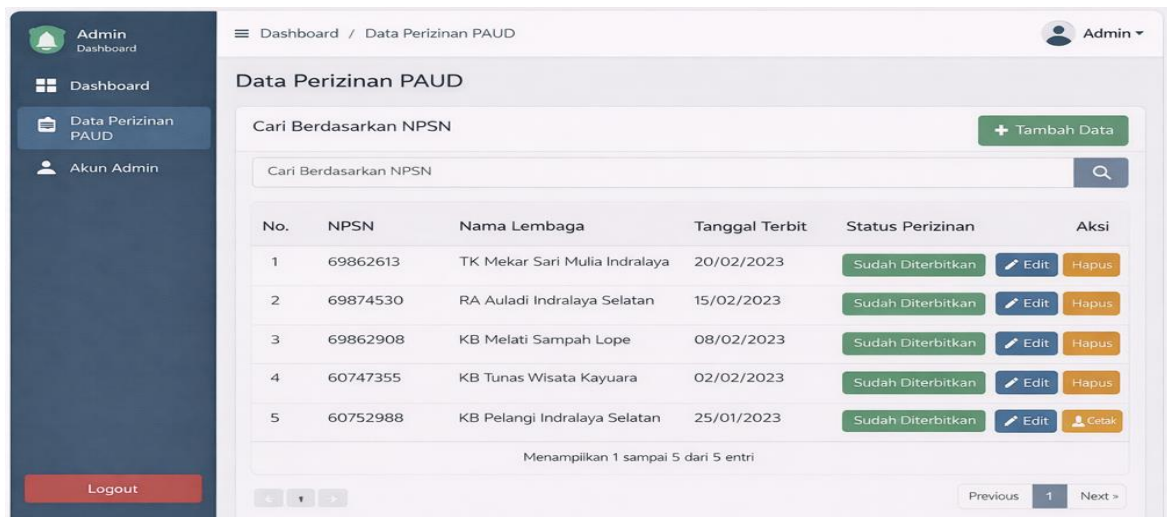 Admin
Dashboard
Dashboard / Data Perizinan PAUD
Admin
Dashboard
Data Perizinan
PAUD
Akun Admin
Logout
Data Perizinan PAUD
Cari Berdasarkan NPSN
+ Tambah Data
Cari Berdasarkan NPSN
No. NPSN Nama Lembaga Tanggal Terbit Status Perizinan Aksi
1 69862613 TK Mekar Sari Mulia Indralaya 20/02/2023 Sudah Diterbitkan Edit Hapus
2 69874530 RA Auladi Indralaya Selatan 15/02/2023 Sudah Diterbitkan Edit Hapus
3 69862908 KB Melati Sampah Lope 08/02/2023 Sudah Diterbitkan Edit Hapus
4 60747355 KB Tunas Wisata Kayuara 02/02/2023 Sudah Diterbitkan Edit Hapus
5 60752988 KB Pelangi Indralaya Selatan 25/01/2023 Sudah Diterbitkan Edit Cetak
Menampilkan 1 sampai 5 dari 5 entri
Previous 1 Next »